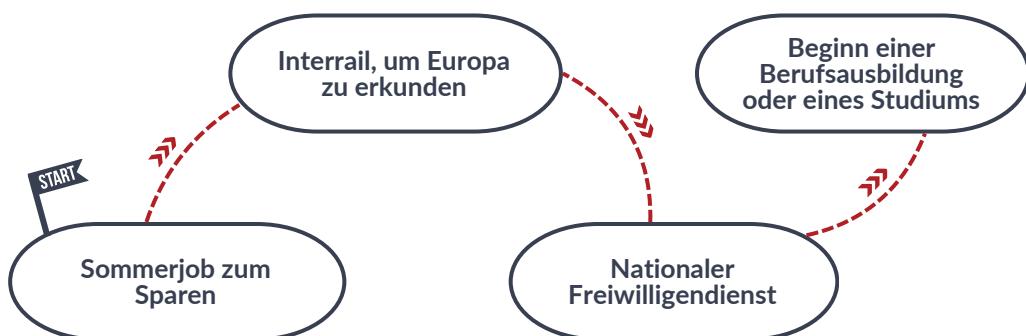 START
Sommerjob zum
Sparen
Interrail, um Europa
zu erkunden
Nationaler
Freiwilligendienst
Beginn einer
Berufsausbildung
oder eines Studiums